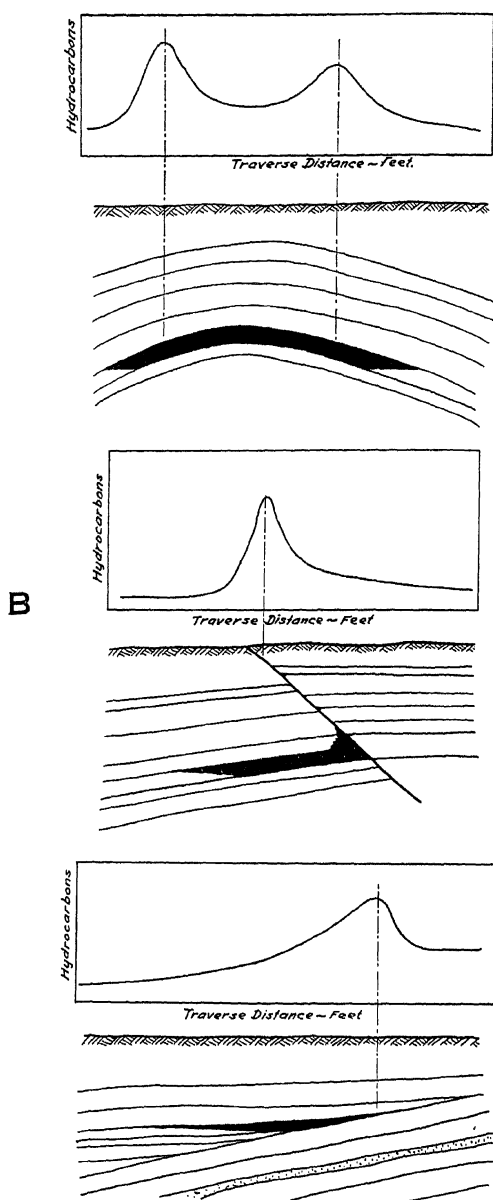 Hydrocarbons
Traverse Distance ~ Feet.
Hydrocarbons
Traverse Distance ~ Feet
B
Hydrocarbons
Traverse Distance ~ Feet